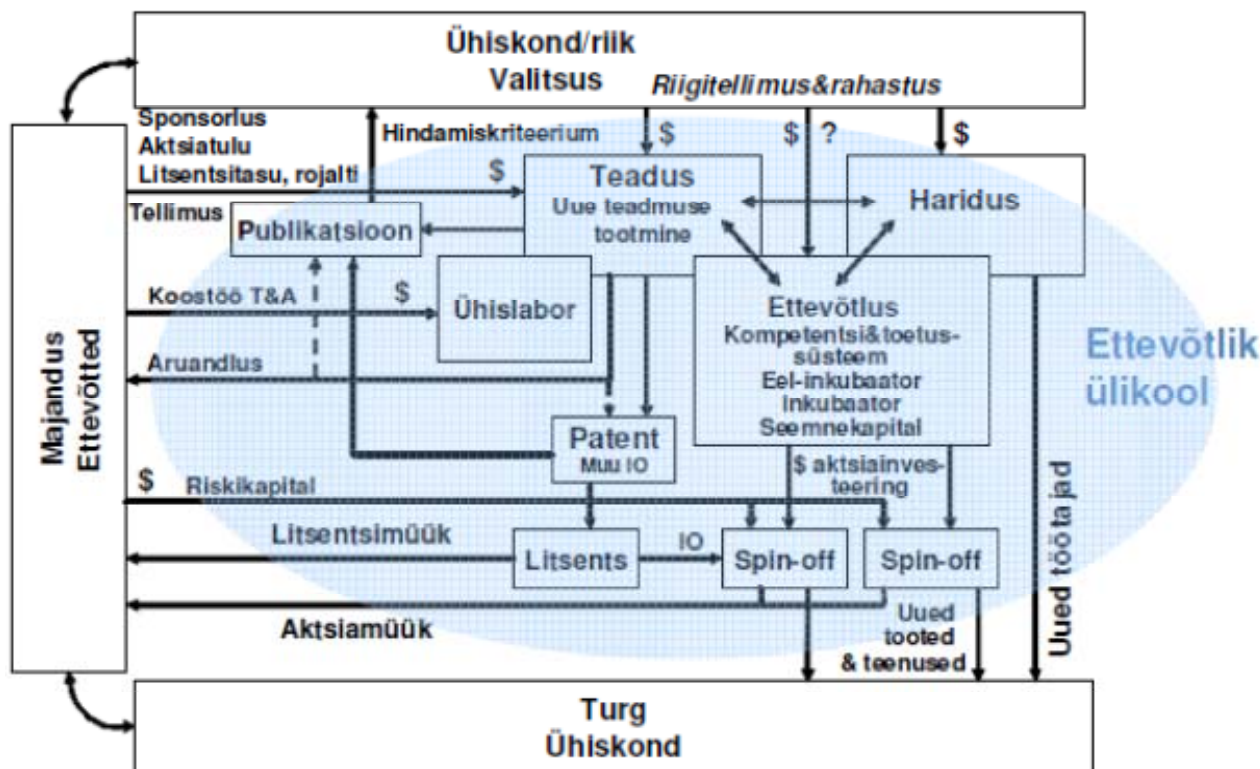 Ühiskond/riik
Valitsus
Riigitellimus&rahastus
Sponsorlus
Aktsiatulu
Litsentsitasu, rojalti
Tellimus
Hindamiskriteerium
$
$ ?
$
$
Teadus
Uue teadmuse
tootmine
Haridus
Publikatsioon
Koostöö T&A
$
Ühislabor
Ettevõtlus
Kompetentsi&toetus-
süsteem
Eel-inkubaator
Inkubaator
Seemnekapital
Ettevõtlik
ülikool
Majandus
Ettevõtted
Aruandlus
Patent
Muu IO
$ aktsiainves-
teering
$ Riskikapital
Litsentsimüük
Litsents
IO
Spin-off
Spin-off
Aktsiamüük
Uued
tooted
& teenused
Uued töötajad
Turg
Ühiskond